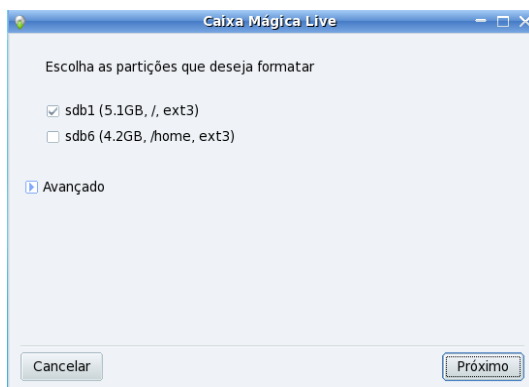 Caixa Mágica Live
Escolha as partições que deseja formatar
sdb1 (5.1GB, /, ext3)
sdb6 (4.2GB, /home, ext3)
Avançado
Cancelar
Próximo